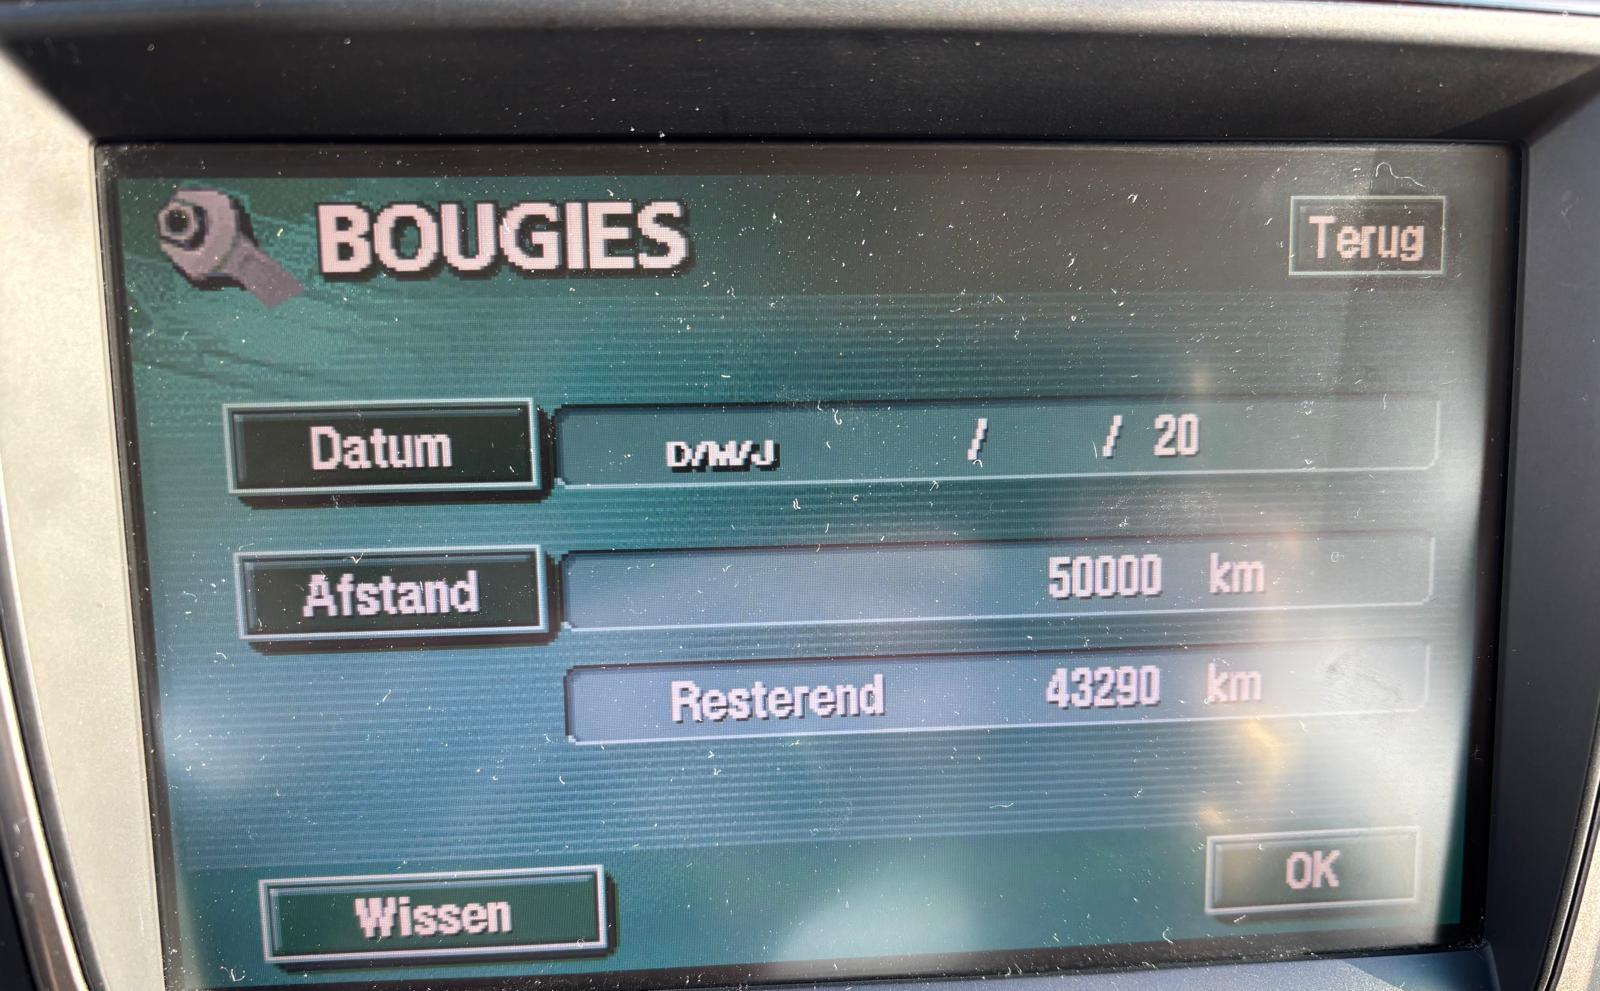 BOUGIES
Terug
Datum D/M/J / / 20
Afstand 50000 km
Resterend 43290 km
Wissen
OK